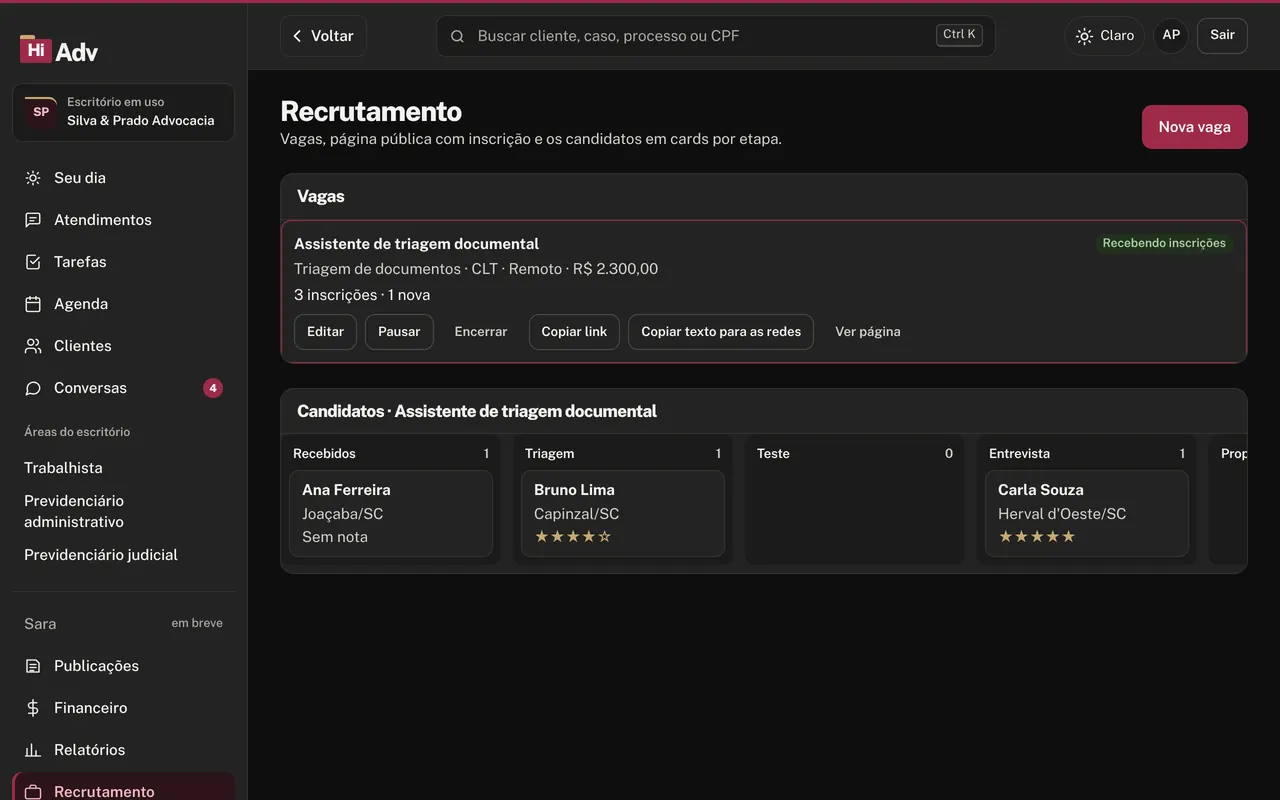 Hi Adv
Voltar
Buscar cliente, caso, processo ou CPF
Ctrl K
Claro
AP
Sair
SP
Escritório em uso
Silva & Prado Advocacia
Seu dia
Atendimentos
Tarefas
Agenda
Clientes
Conversas
4
Áreas do escritório
Trabalhista
Previdenciário
administrativo
Previdenciário judicial
Sara
em breve
Publicações
Financeiro
Relatórios
Recrutamento
Recrutamento
Vagas, página pública com inscrição e os candidatos em cards por etapa.
Nova vaga
Vagas
Assistente de triagem documental
Recebendo inscrições
Triagem de documentos · CLT · Remoto · R$ 2.300,00
3 inscrições · 1 nova
Editar
Pausar
Encerrar
Copiar link
Copiar texto para as redes
Ver página
Candidatos · Assistente de triagem documental
Recebidos
1
Ana Ferreira
Joaçaba/SC
Sem nota
Triagem
1
Bruno Lima
Capinzal/SC
★★★★☆
Teste
0
Entrevista
1
Carla Souza
Herval d'Oeste/SC
★★★★★
Prop